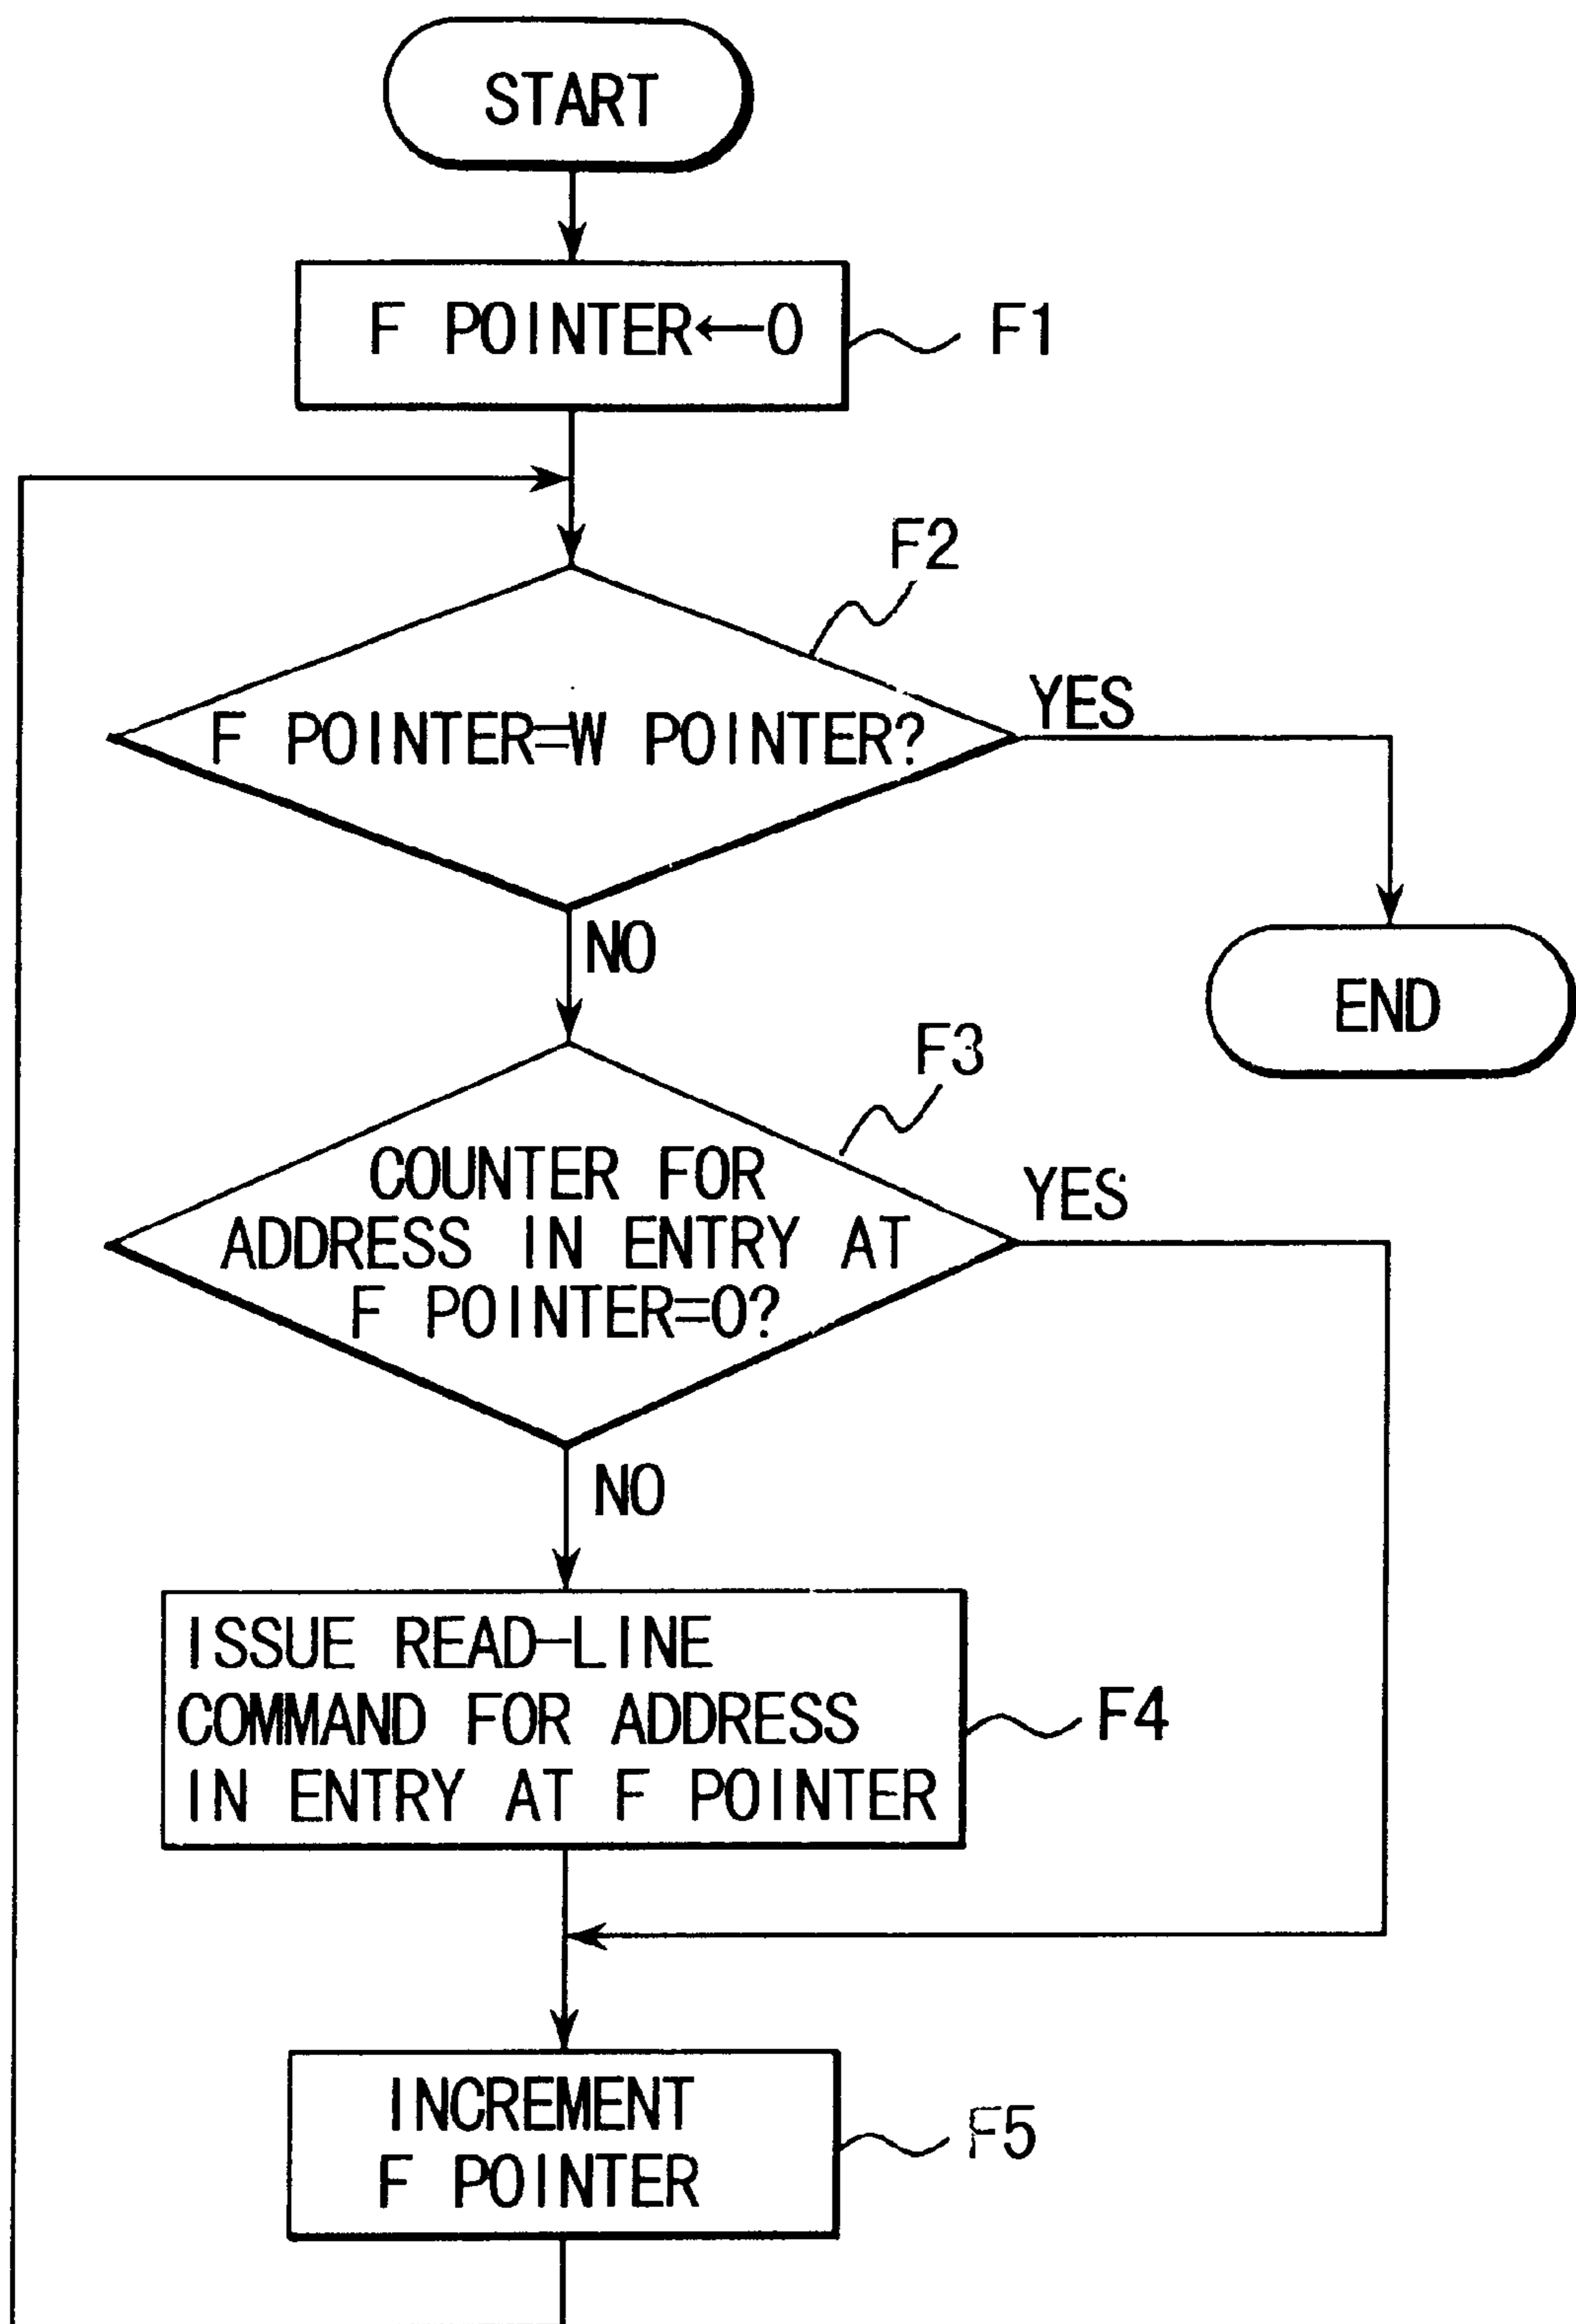 START
F POINTER←0
F1
F2
F POINTER=W POINTER?
YES
NO
END
F3
COUNTER FOR
ADDRESS IN ENTRY AT
F POINTER=0?
YES
NO
ISSUE READ-LINE
COMMAND FOR ADDRESS
IN ENTRY AT F POINTER
F4
INCREMENT
F POINTER
F5